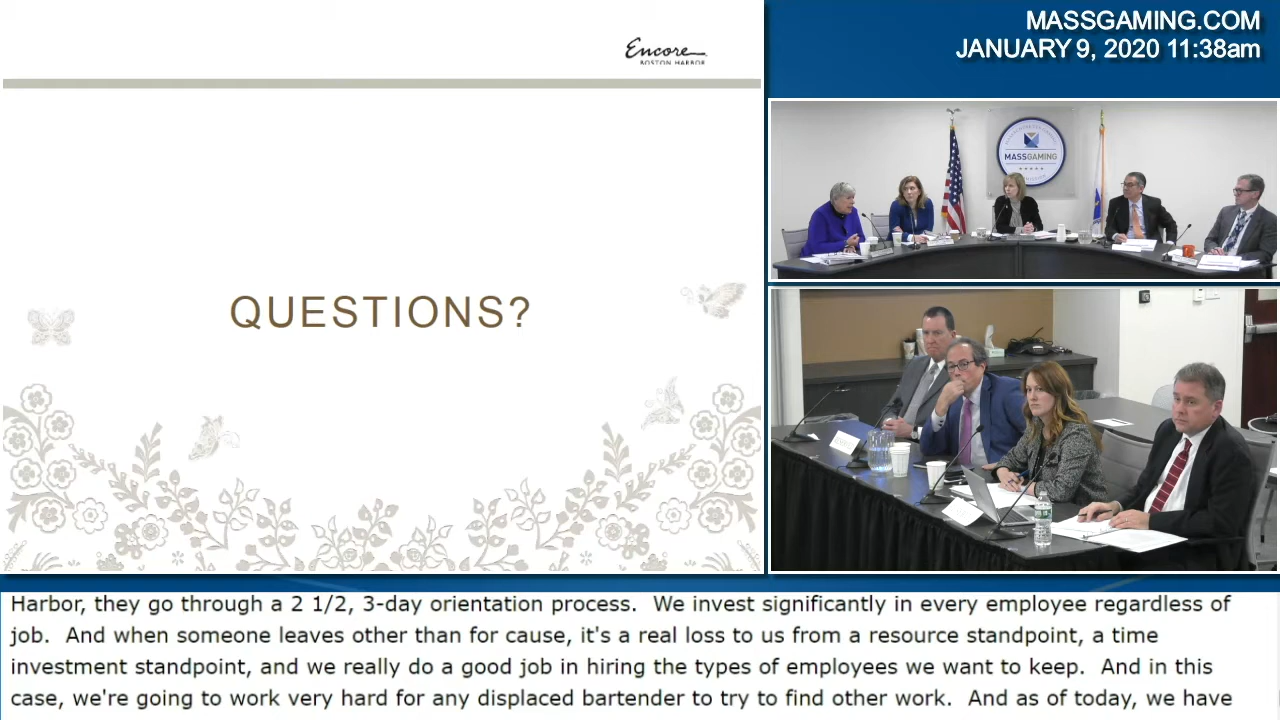 Encore
BOSTON HARBOR
QUESTIONS?
MASSGAMING.COM
JANUARY 9, 2020 11:38am
MASSGAMING
Harbor, they go through a 2 1/2, 3-day orientation process.  We invest significantly in every employee regardless of
job.  And when someone leaves other than for cause, it's a real loss to us from a resource standpoint, a time
investment standpoint, and we really do a good job in hiring the types of employees we want to keep.  And in this
case, we're going to work very hard for any displaced bartender to try to find other work.  And as of today, we have